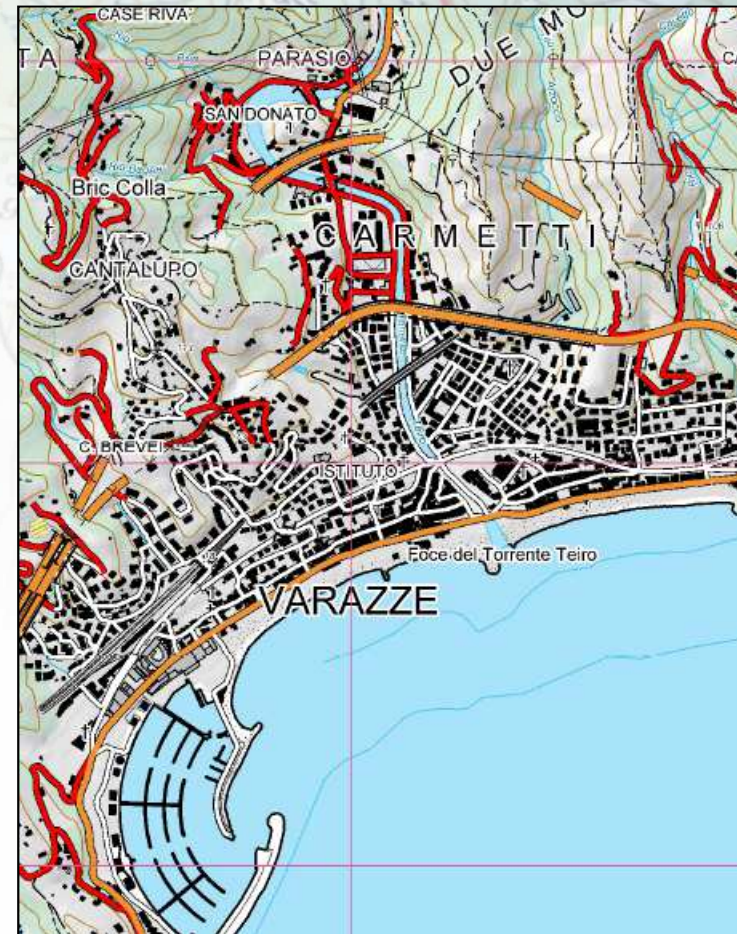 CASE RIVA'
TA
PARASIO
DUE MO
SAN DONATO
Bric Colla
CARMETTI
CANTALUPO
C. BREVEI
ISTITUTO
Foce del Torrente Teiro
VARAZZE